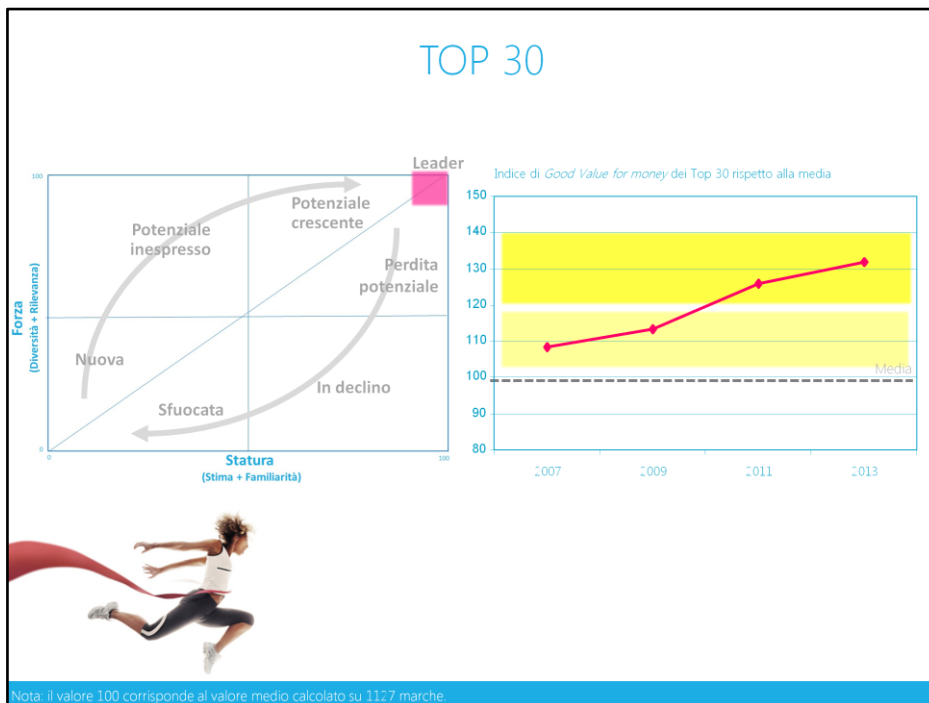 TOP 30
Leader
100
Potenziale
crescente
Potenziale
inespresso
Perdita
potenziale
Forza
(Diversità + Rilevanza)
Nuova
In declino
Sfuocata
0
0
100
Statura
(Stima + Familiarità)
Indice di Good Value for money dei Top 30 rispetto alla media
150
140
130
120
110
100
90
80
Media
2007
2009
2011
2013
Nota: il valore 100 corrisponde al valore medio calcolato su 1127 marche.